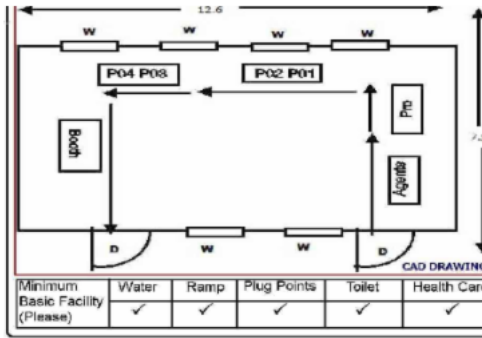 12.6
W W W W
P04 P03 P02 P01
Pro
Booth
Agents
D W W D
CAD DRAWING
Minimum Basic Facility (Please) Water Ramp Plug Points Toilet Health Care
✓ ✓ ✓ ✓ ✓